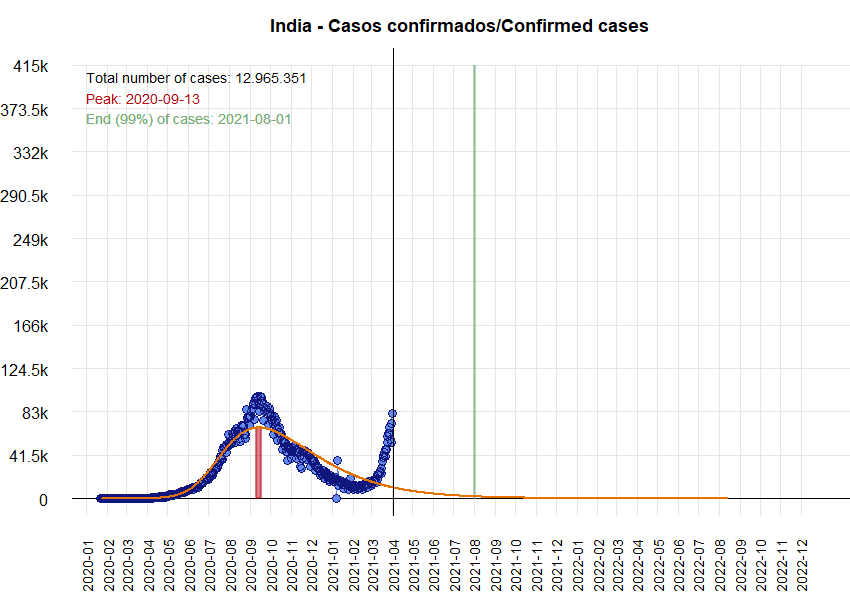 India - Casos confirmados/Confirmed cases
415k
373.5k
332k
290.5k
249k
207.5k
166k
124.5k
83k
41.5k
0
Total number of cases: 12.965.351
Peak: 2020-09-13
End (99%) of cases: 2021-08-01
2020-01
2020-02
2020-03
2020-04
2020-05
2020-06
2020-07
2020-08
2020-09
2020-10
2020-11
2020-12
2021-01
2021-02
2021-03
2021-04
2021-05
2021-06
2021-07
2021-08
2021-09
2021-10
2021-11
2021-12
2022-01
2022-02
2022-03
2022-04
2022-05
2022-06
2022-07
2022-08
2022-09
2022-10
2022-11
2022-12